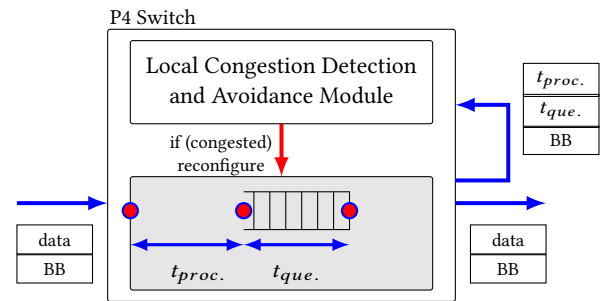 P4 Switch
Local Congestion Detection
and Avoidance Module
if (congested)
reconfigure
t_proc.
t_que.
BB
data
BB
t_proc.
t_que.
data
BB